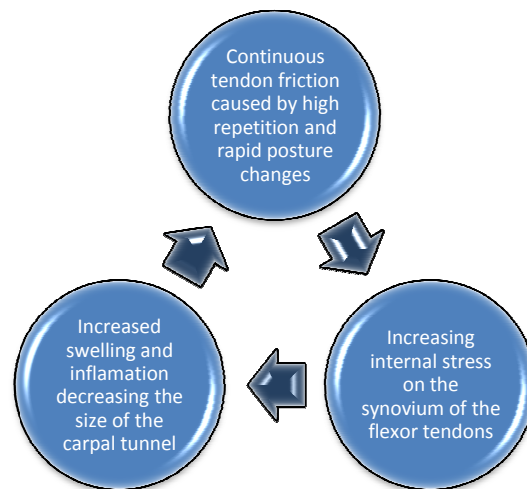 Continuous
tendon friction
caused by high
repetition and
rapid posture
changes
Increasing
internal stress
on the
synovium of the
flexor tendons
Increased
swelling and
inflamation
decreasing the
size of the
carpal tunnel